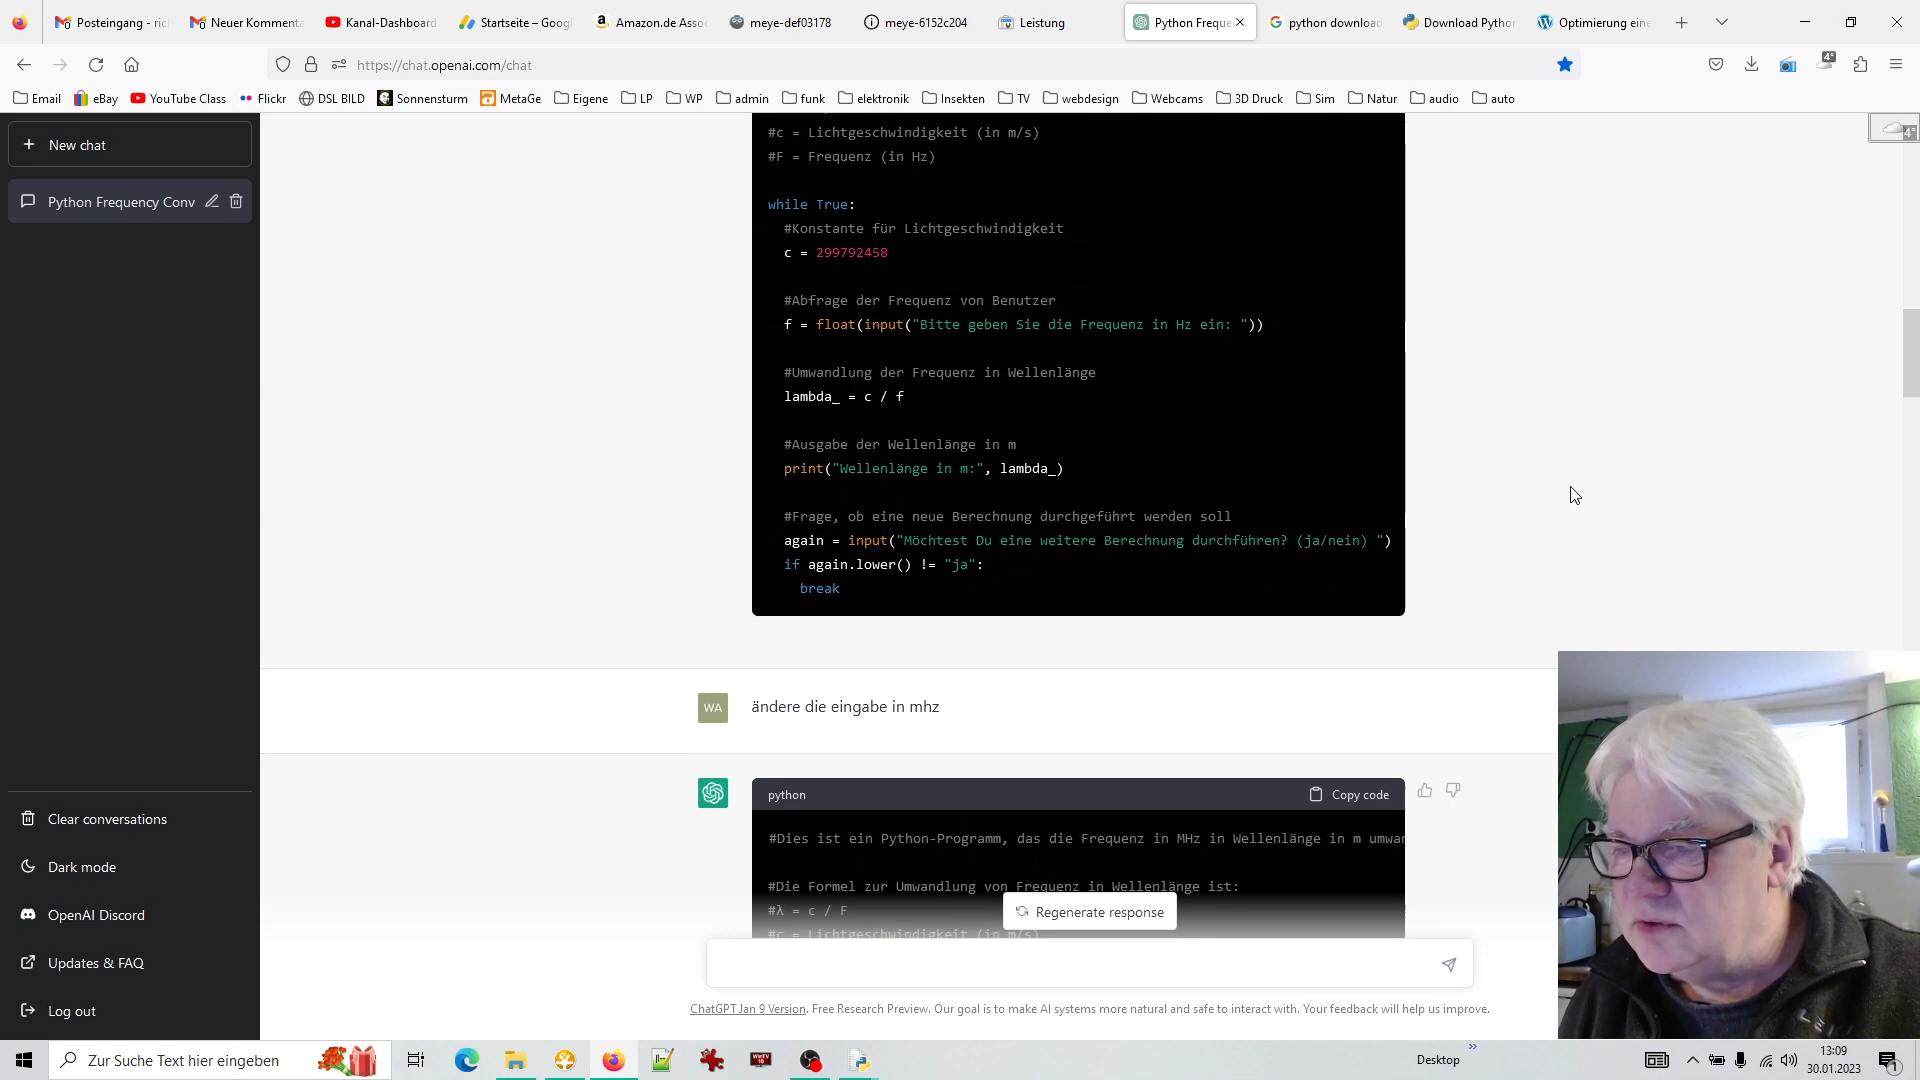 Posteingang - ric
Neuer Kommenta
Kanal-Dashboard
Startseite – Googl
Amazon.de Asso
meye-def03178
meye-6152c204
Leistung
Python Freque
python download
Download Pytho
Optimierung eine
https://chat.openai.com/chat
4°
Email
eBay
YouTube Class
Flickr
DSL BILD
Sonnensturm
MetaGe
Eigene
LP
WP
admin
funk
elektronik
Insekten
TV
webdesign
Webcams
3D Druck
Sim
Natur
audio
auto
4°
New chat
Python Frequency Conv
#c = Lichtgeschwindigkeit (in m/s)
#F = Frequenz (in Hz)
while True:
#Konstante für Lichtgeschwindigkeit
c = 299792458
#Abfrage der Frequenz von Benutzer
f = float(input("Bitte geben Sie die Frequenz in Hz ein: "))
#Umwandlung der Frequenz in Wellenlänge
lambda_ = c / f
#Ausgabe der Wellenlänge in m
print("Wellenlänge in m:", lambda_)
#Frage, ob eine neue Berechnung durchgeführt werden soll
again = input("Möchtest Du eine weitere Berechnung durchführen? (ja/nein) ")
if again.lower() != "ja":
break
WA
ändere die eingabe in mhz
python
Copy code
#Dies ist ein Python-Programm, das die Frequenz in MHz in Wellenlänge in m umwan
#Die Formel zur Umwandlung von Frequenz in Wellenlänge ist:
#λ = c / F
#c = Lichtgeschwindigkeit (in m/s)
Regenerate response
Clear conversations
Dark mode
OpenAI Discord
Updates & FAQ
Log out
ChatGPT Jan 9 Version. Free Research Preview. Our goal is to make AI systems more natural and safe to interact with. Your feedback will help us improve.
Zur Suche Text hier eingeben
Desktop
13:09
30.01.2023
1